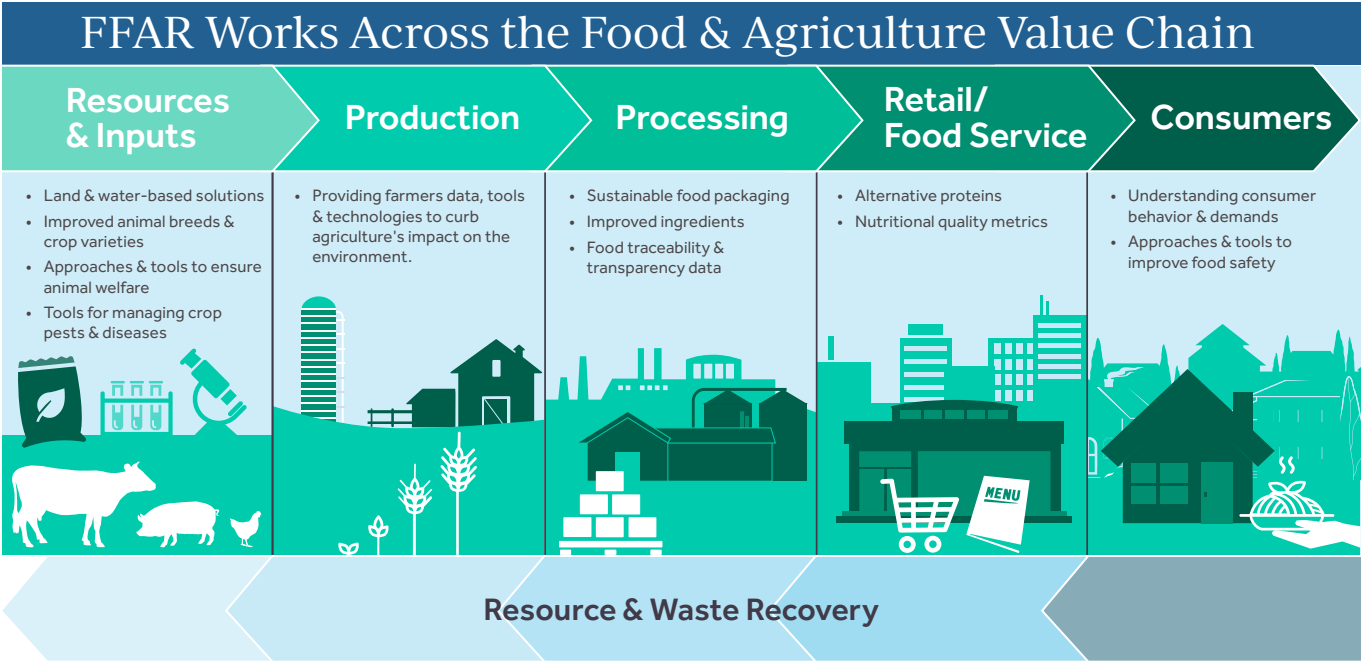 FFAR Works Across the Food & Agriculture Value Chain
Resources
& Inputs
Production
Processing
Retail/
Food Service
Consumers
• Land & water-based solutions
• Improved animal breeds &
crop varieties
• Approaches & tools to ensure
animal welfare
• Tools for managing crop
pests & diseases
• Providing farmers data, tools
& technologies to curb
agriculture's impact on the
environment.
• Sustainable food packaging
• Improved ingredients
• Food traceability &
transparency data
• Alternative proteins
• Nutritional quality metrics
• Understanding consumer
behavior & demands
• Approaches & tools to
improve food safety
MENU
Resource & Waste Recovery